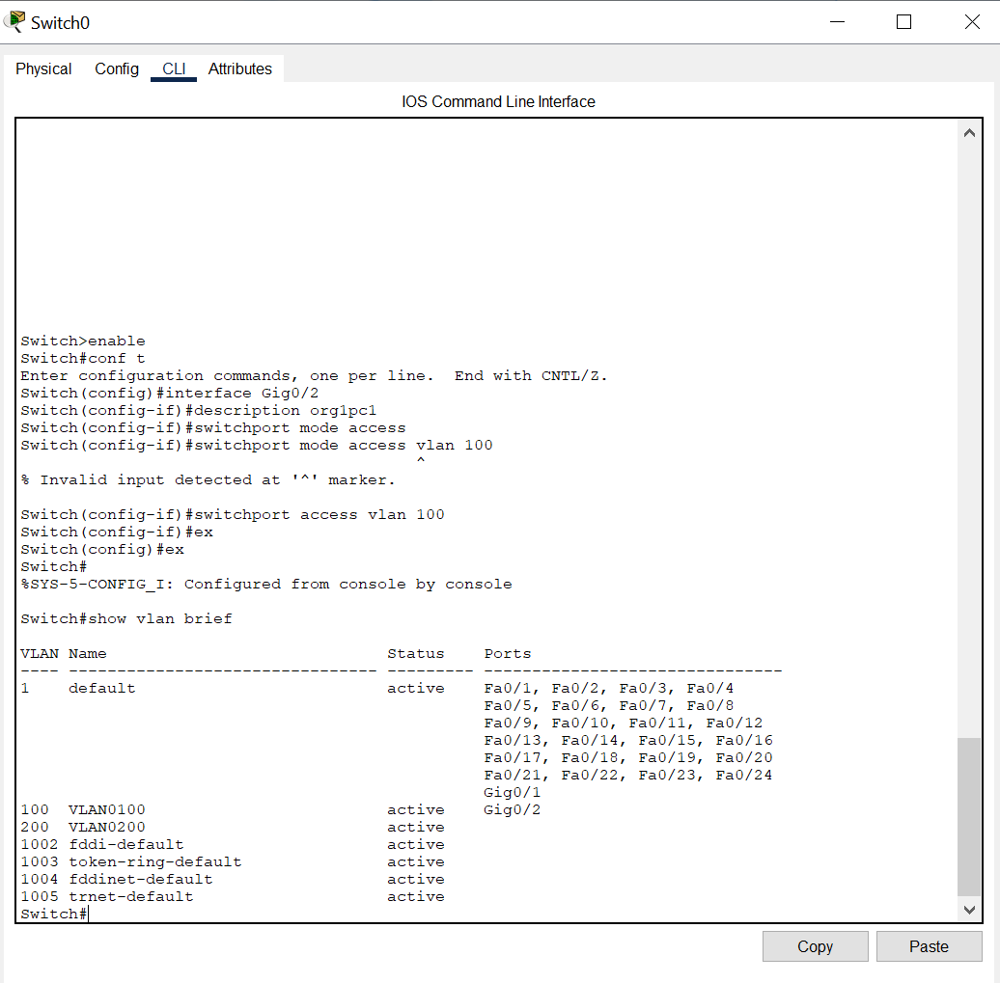 Switch0
Physical Config CLI Attributes
IOS Command Line Interface
Switch>enable
Switch#conf t
Enter configuration commands, one per line.  End with CNTL/Z.
Switch(config)#interface Gig0/2
Switch(config-if)#description org1pc1
Switch(config-if)#switchport mode access
Switch(config-if)#switchport mode access vlan 100
                                         ^
% Invalid input detected at '^' marker.
Switch(config-if)#switchport access vlan 100
Switch(config-if)#ex
Switch(config)#ex
Switch#
%SYS-5-CONFIG_I: Configured from console by console
Switch#show vlan brief
VLAN Name                             Status    Ports
---- -------------------------------- --------- -------------------------------
1    default                          active    Fa0/1, Fa0/2, Fa0/3, Fa0/4
                                                Fa0/5, Fa0/6, Fa0/7, Fa0/8
                                                Fa0/9, Fa0/10, Fa0/11, Fa0/12
                                                Fa0/13, Fa0/14, Fa0/15, Fa0/16
                                                Fa0/17, Fa0/18, Fa0/19, Fa0/20
                                                Fa0/21, Fa0/22, Fa0/23, Fa0/24
                                                Gig0/1
100  VLAN0100                         active    Gig0/2
200  VLAN0200                         active
1002 fddi-default                     active
1003 token-ring-default               active
1004 fddinet-default                  active
1005 trnet-default                    active
Switch#
Copy Paste